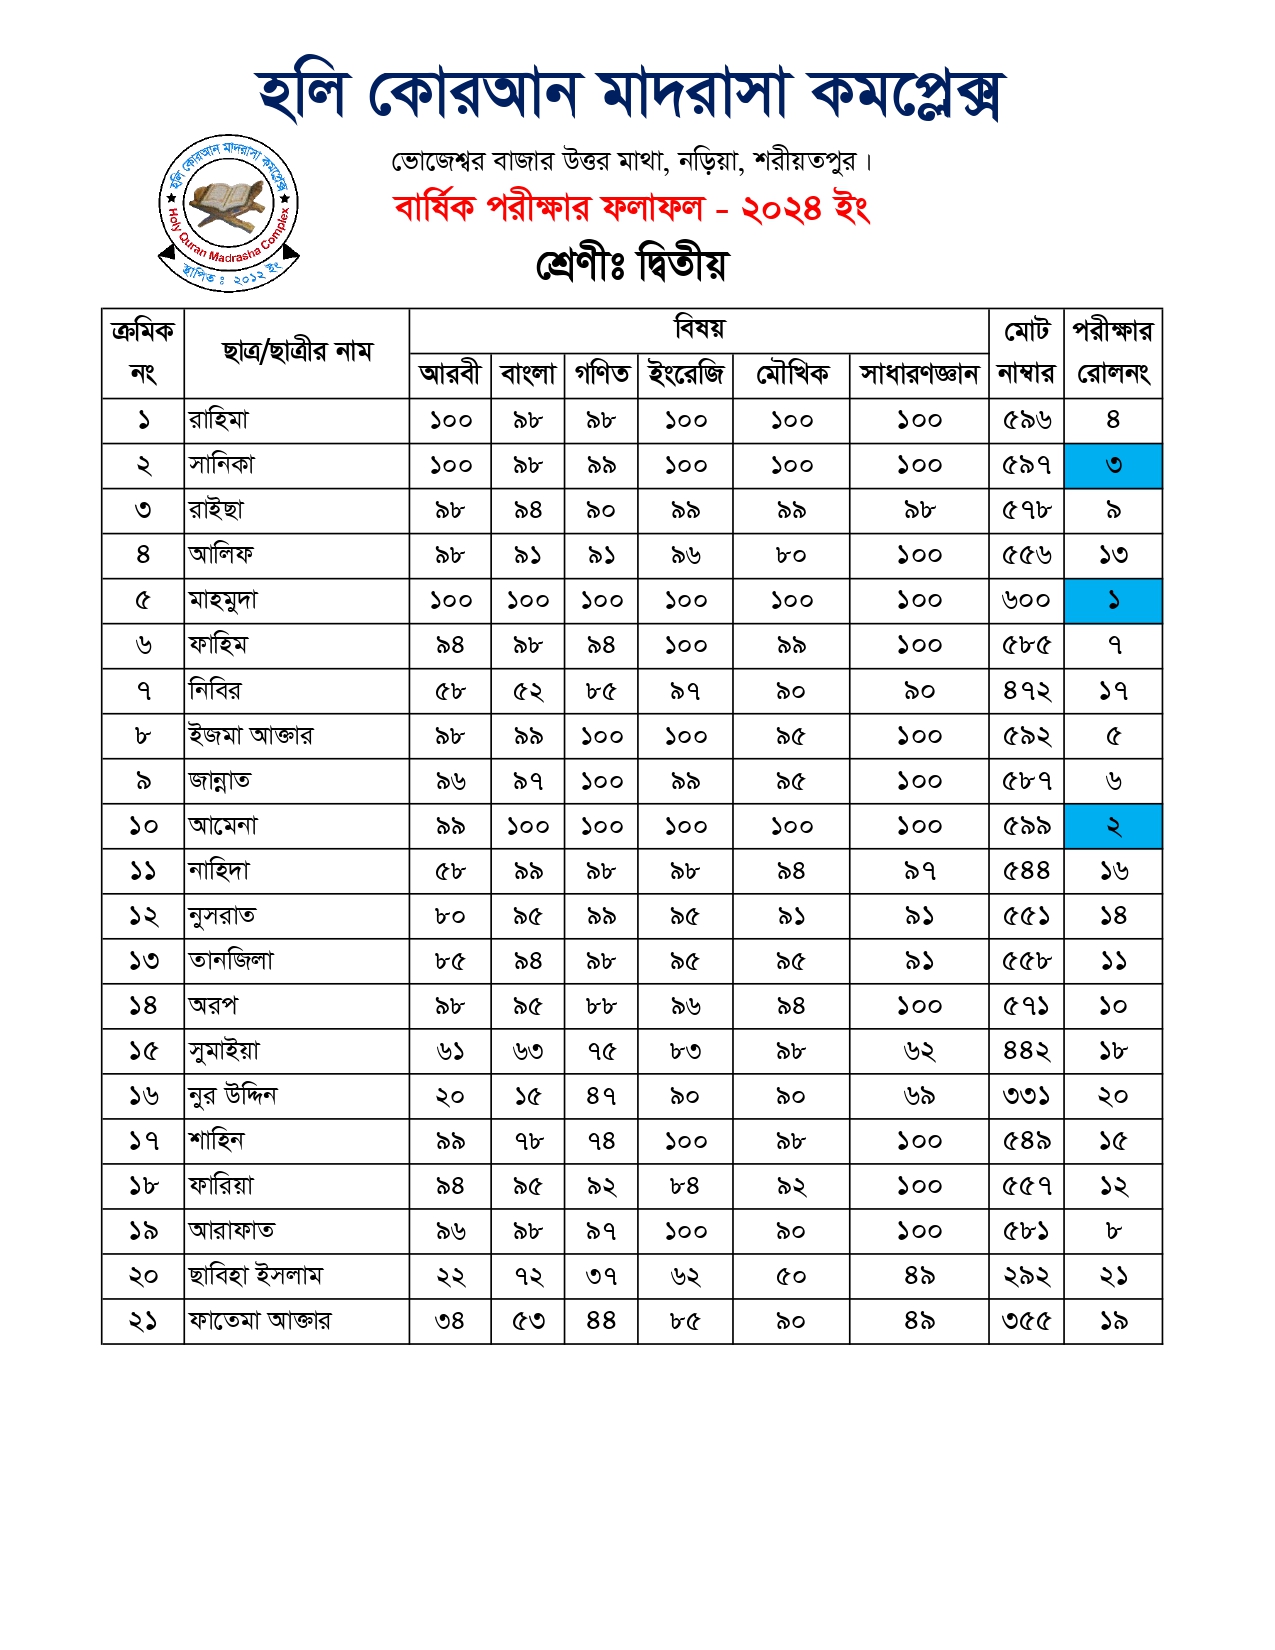 হলি কোরআন মাদরাসা কমপ্লেক্স
ভোজেশ্বর বাজার উত্তর মাথা, নড়িয়া, শরীয়তপুর।
বার্ষিক পরীক্ষার ফলাফল - ২০২৪ ইং
শ্রেণীঃ দ্বিতীয়
হলি কোরআন মাদরাসা কমপ্লেক্স
Holy Quran Madrasha Complex
স্থাপিত : ২০১২ ইং
ক্রমিক নং ছাত্র/ছাত্রীর নাম বিষয় মোট নাম্বার পরীক্ষার রোলনং
আরবী বাংলা গণিত ইংরেজি মৌখিক সাধারণজ্ঞান
১ রাহিমা ১০০ ৯৮ ৯৮ ১০০ ১০০ ১০০ ৫৯৬ ৪
২ সানিকা ১০০ ৯৮ ৯৯ ১০০ ১০০ ১০০ ৫৯৭ ৩
৩ রাইছা ৯৮ ৯৪ ৯০ ৯৯ ৯৯ ৯৮ ৫৭৮ ৯
৪ আলিফ ৯৮ ৯১ ৯১ ৯৬ ৮০ ১০০ ৫৫৬ ১৩
৫ মাহমুদা ১০০ ১০০ ১০০ ১০০ ১০০ ১০০ ৬০০ ১
৬ ফাহিম ৯৪ ৯৮ ৯৪ ১০০ ৯৯ ১০০ ৫৮৫ ৭
৭ নিবির ৫৮ ৫২ ৮৫ ৯৭ ৯০ ৯০ ৪৭২ ১৭
৮ ইজমা আক্তার ৯৮ ৯৯ ১০০ ১০০ ৯৫ ১০০ ৫৯২ ৫
৯ জান্নাত ৯৬ ৯৭ ১০০ ৯৯ ৯৫ ১০০ ৫৮৭ ৬
১০ আমেনা ৯৯ ১০০ ১০০ ১০০ ১০০ ১০০ ৫৯৯ ২
১১ নাহিদা ৫৮ ৯৯ ৯৮ ৯৮ ৯৪ ৯৭ ৫৪৪ ১৬
১২ নুসরাত ৮০ ৯৫ ৯৯ ৯৫ ৯১ ৯১ ৫৫১ ১৪
১৩ তানজিলা ৮৫ ৯৪ ৯৮ ৯৫ ৯৫ ৯১ ৫৫৮ ১১
১৪ অরপ ৯৮ ৯৫ ৮৮ ৯৬ ৯৪ ১০০ ৫৭১ ১০
১৫ সুমাইয়া ৬১ ৬৩ ৭৫ ৮৩ ৯৮ ৬২ ৪৪২ ১৮
১৬ নুর উদ্দিন ২০ ১৫ ৪৭ ৯০ ৯০ ৬৯ ৩৩১ ২০
১৭ শাহিন ৯৯ ৭৮ ৭৪ ১০০ ৯৮ ১০০ ৫৪৯ ১৫
১৮ ফারিয়া ৯৪ ৯৫ ৯২ ৮৪ ৯২ ১০০ ৫৫৭ ১২
১৯ আরাফাত ৯৬ ৯৮ ৯৭ ১০০ ৯০ ১০০ ৫৮১ ৮
২০ ছাবিহা ইসলাম ২২ ৭২ ৩৭ ৬২ ৫০ ৪৯ ২৯২ ২১
২১ ফাতেমা আক্তার ৩৪ ৫৩ ৪৪ ৮৫ ৯০ ৪৯ ৩৫৫ ১৯